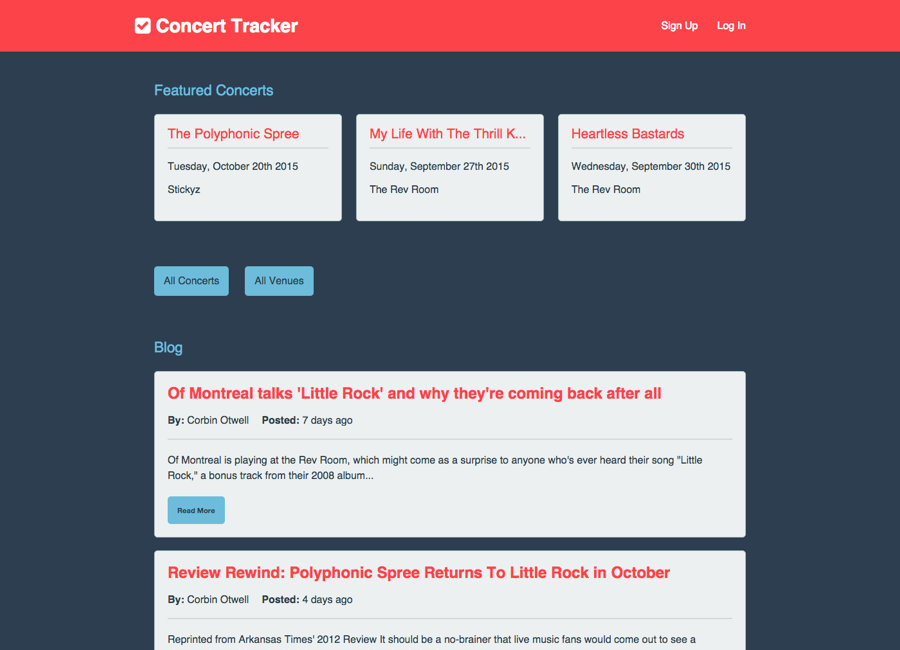 Concert Tracker
Sign Up Log In
Featured Concerts
The Polyphonic Spree
Tuesday, October 20th 2015
Stickyz
My Life With The Thrill K...
Sunday, September 27th 2015
The Rev Room
Heartless Bastards
Wednesday, September 30th 2015
The Rev Room
All Concerts All Venues
Blog
Of Montreal talks 'Little Rock' and why they're coming back after all
By: Corbin Otwell Posted: 7 days ago
Of Montreal is playing at the Rev Room, which might come as a surprise to anyone who's ever heard their song "Little
Rock," a bonus track from their 2008 album...
Read More
Review Rewind: Polyphonic Spree Returns To Little Rock in October
By: Corbin Otwell Posted: 4 days ago
Reprinted from Arkansas Times' 2012 Review It should be a no-brainer that live music fans would come out to see a